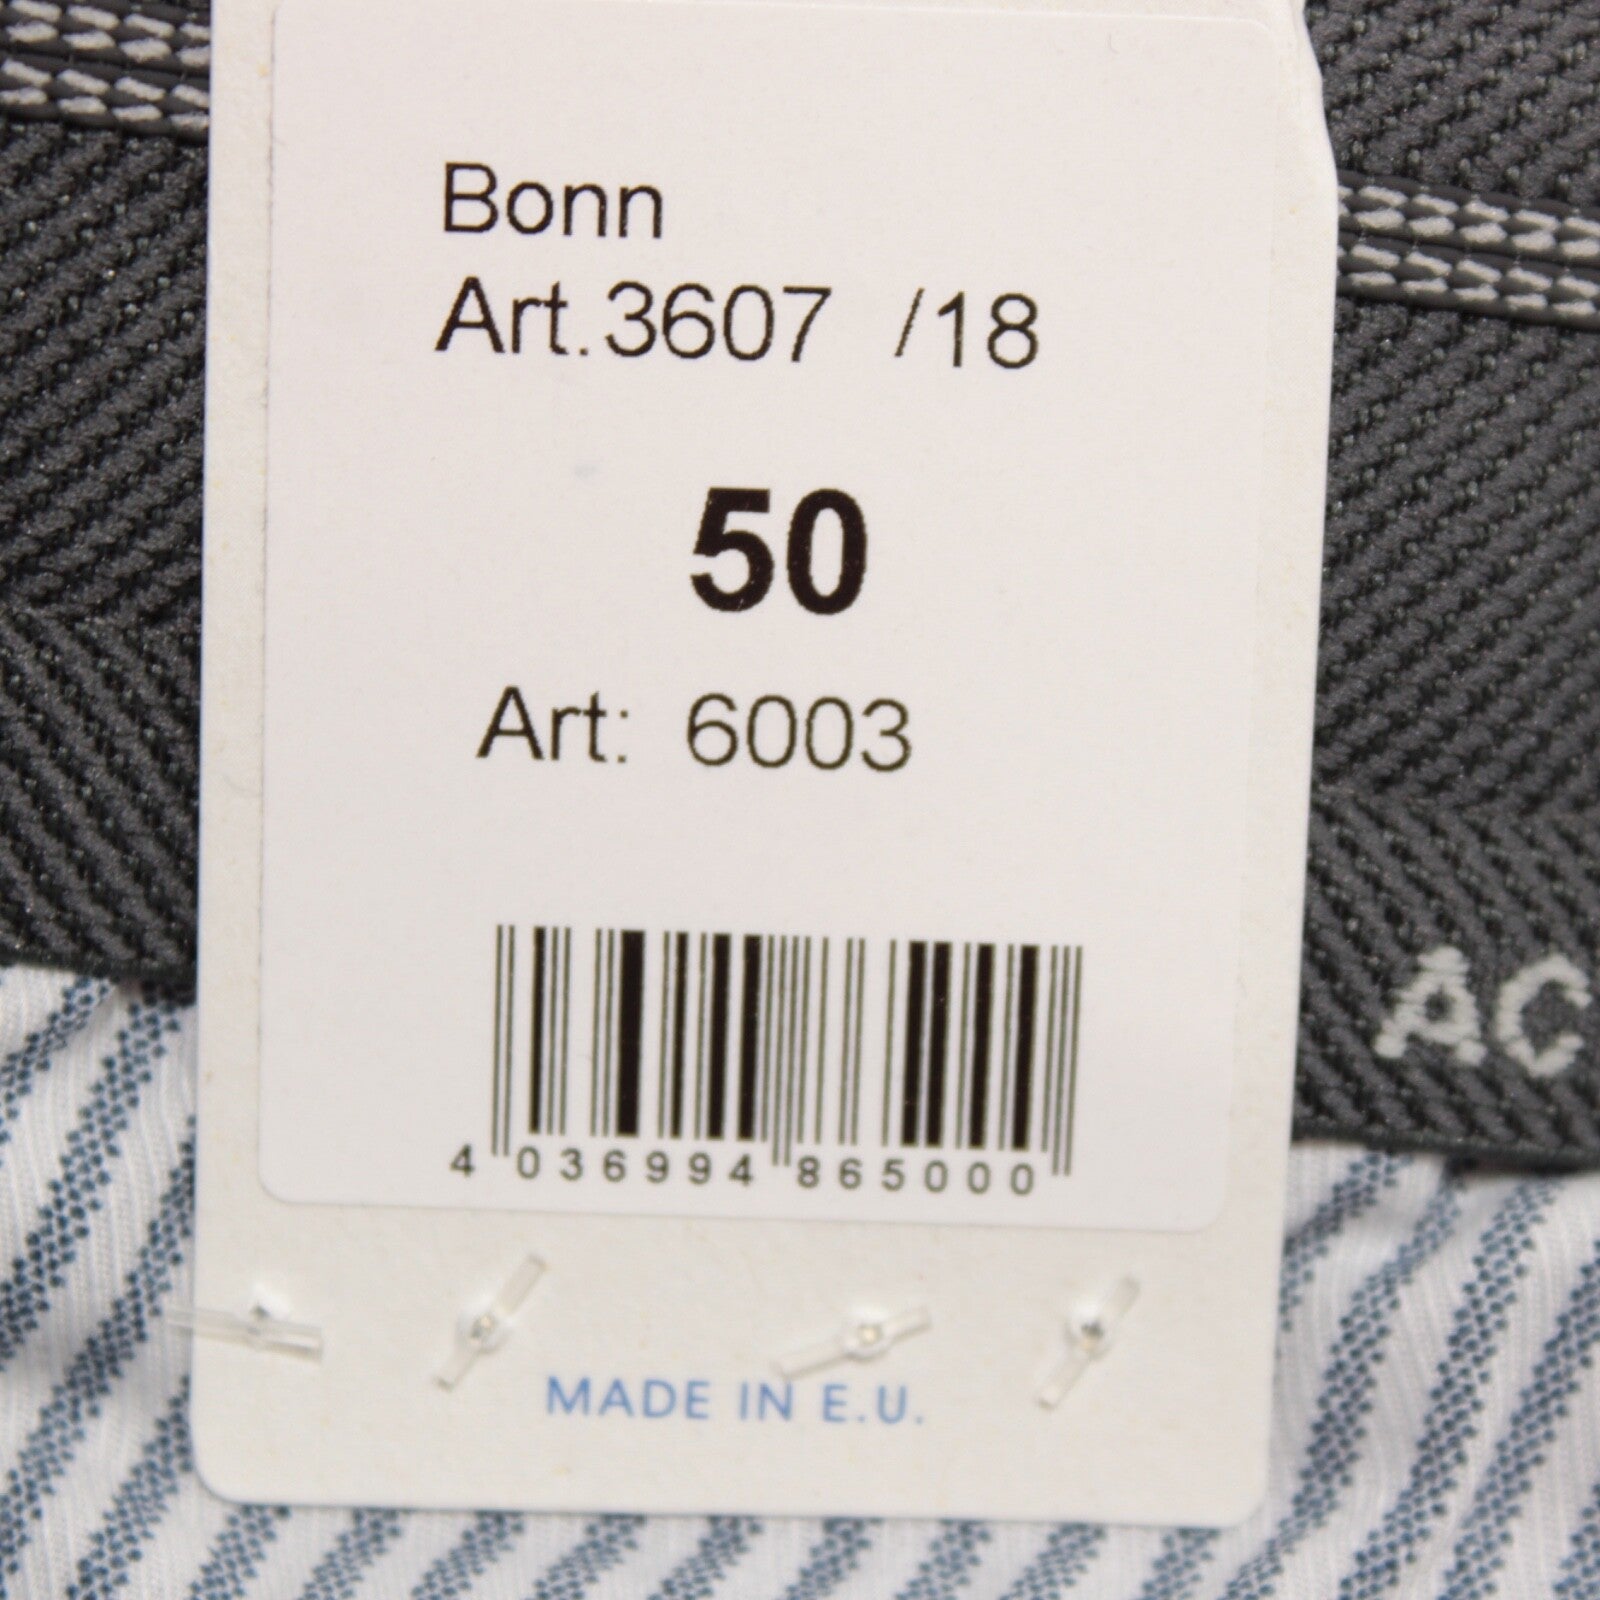 Bonn
Art.3607 /18
50
Art: 6003
AC
4 036994 865000
MADE IN E.U.